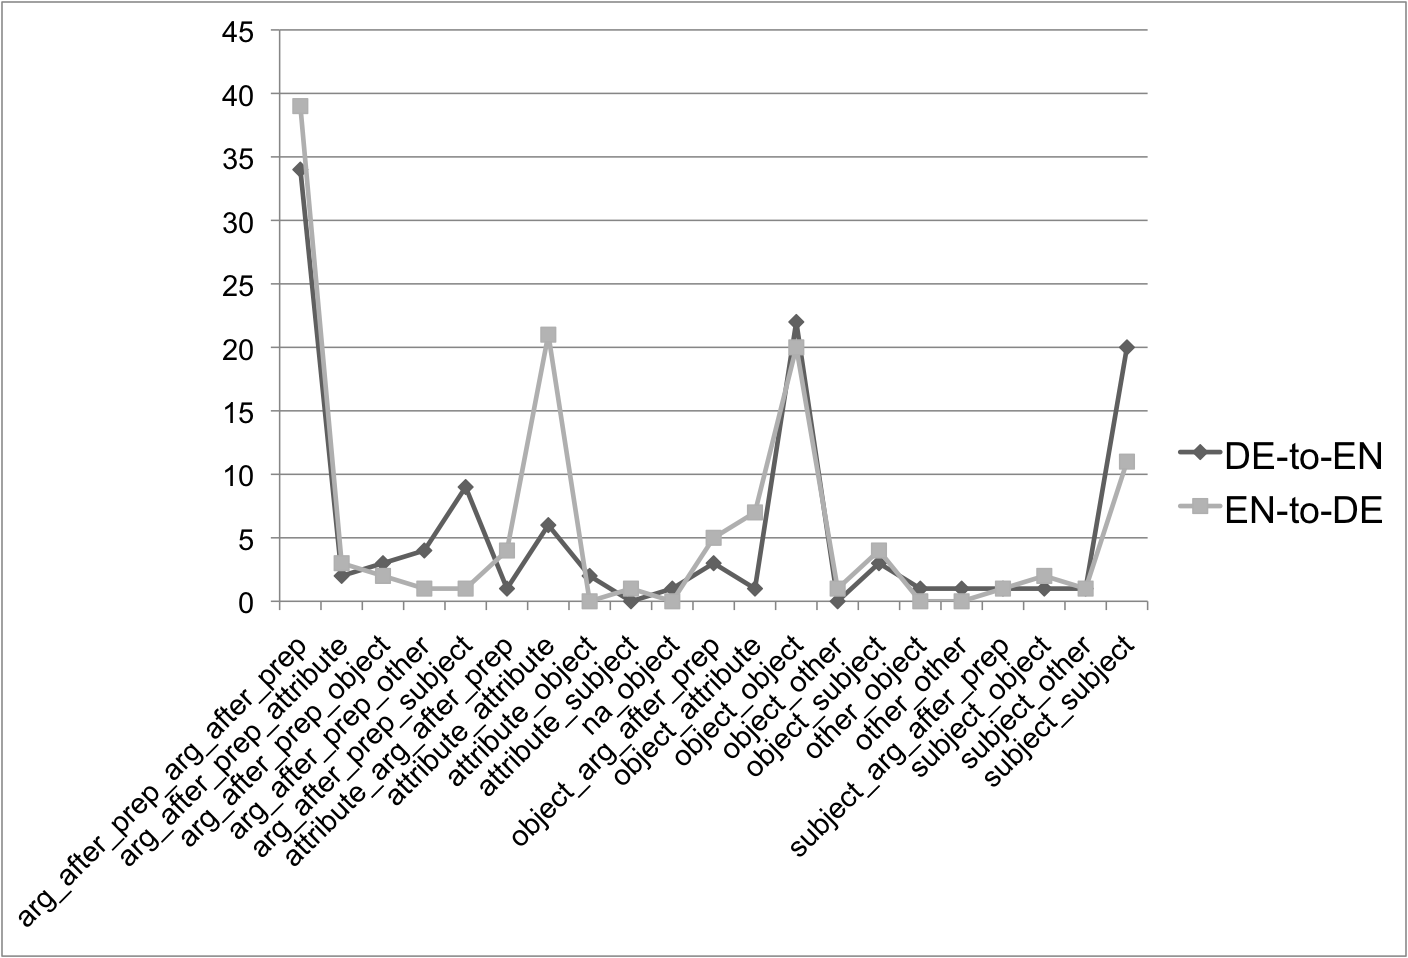 45
40
35
30
25
20
15
10
5
0
arg_after_prep_arg_after_prep
arg_after_prep_attribute
arg_after_prep_object
arg_after_prep_other
arg_after_prep_subject
attribute_arg_after_prep
attribute_attribute
attribute_object
attribute_subject
na_object
object_arg_after_prep
object_attribute
object_object
object_other
object_subject
other_object
other_other
subject_arg_after_prep
subject_object
subject_other
subject_subject
DE-to-EN
EN-to-DE